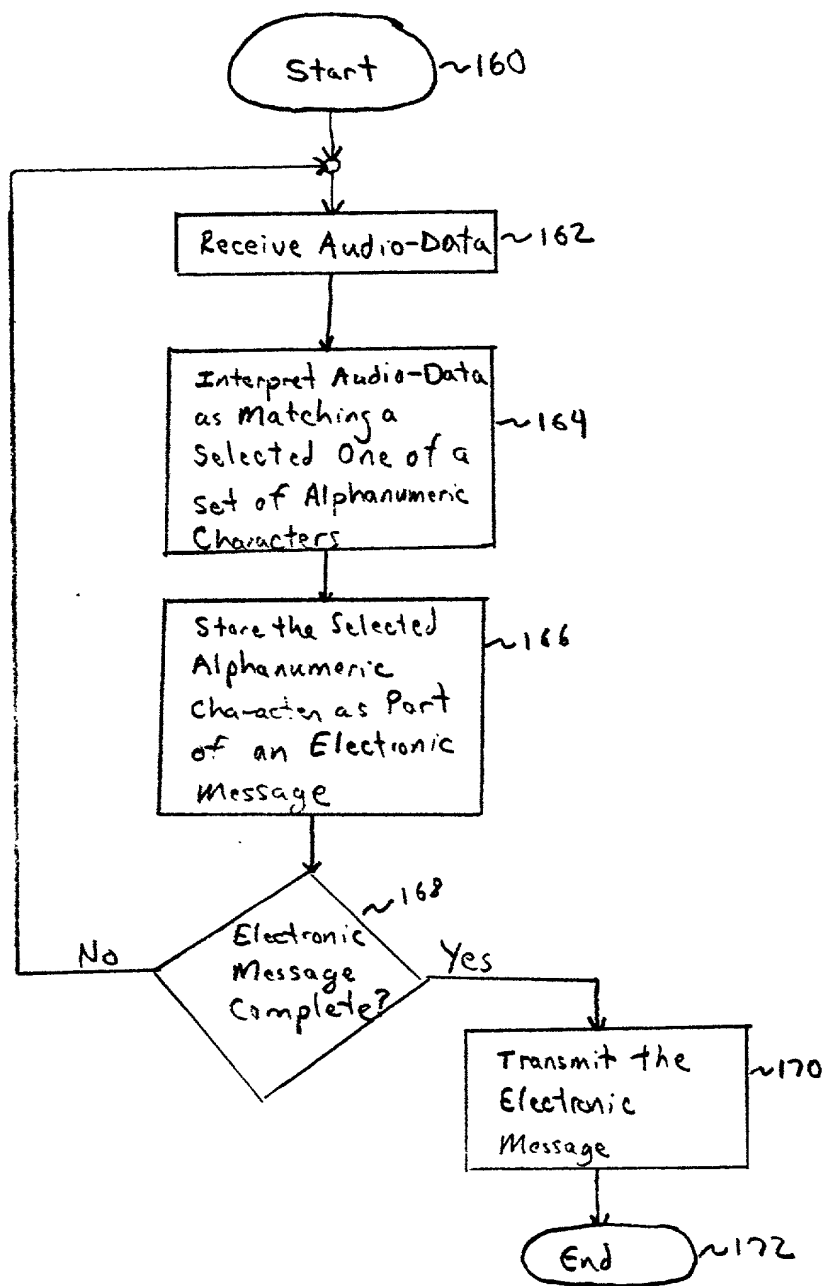 Start ~160
Receive Audio-Data ~162
Interpret Audio-Data
as Matching a
Selected One of a
Set of Alphanumeric
Characters
~164
Store the Selected
Alphanumeric
Character as Part
of an Electronic
Message
~166
~168
Electronic
Message
Complete?
No
Yes
Transmit the
Electronic
Message
~170
End ~172